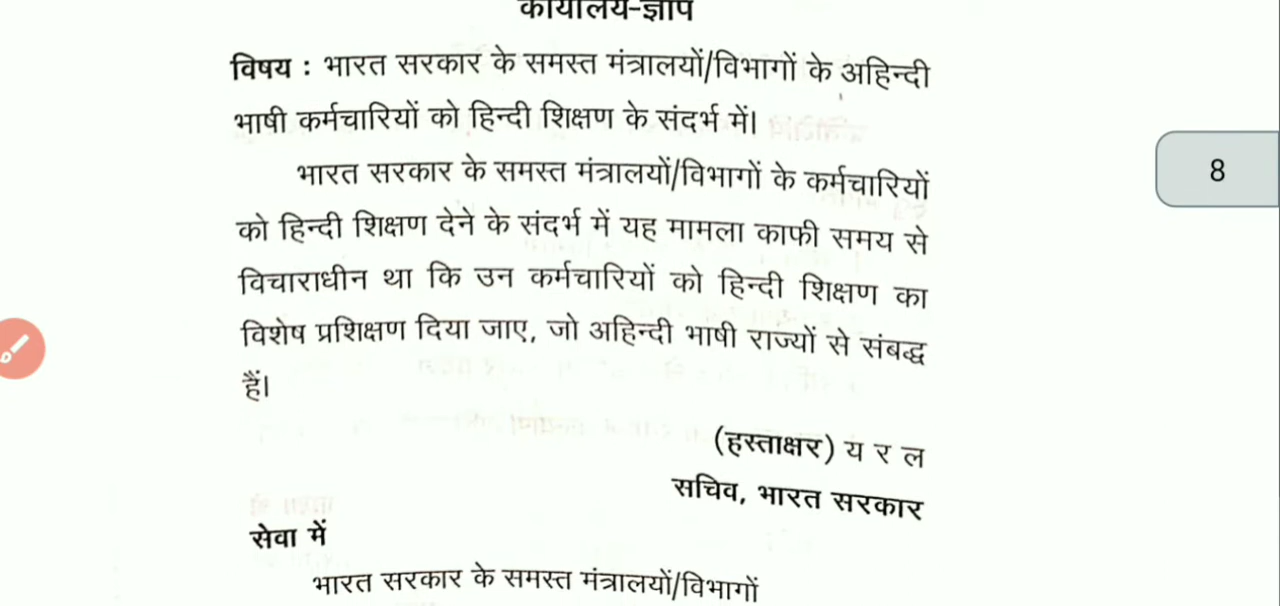 कार्यालय-ज्ञाप
विषय : भारत सरकार के समस्त मंत्रालयों/विभागों के अहिन्दी
भाषी कर्मचारियों को हिन्दी शिक्षण के संदर्भ में।
भारत सरकार के समस्त मंत्रालयों/विभागों के कर्मचारियों
को हिन्दी शिक्षण देने के संदर्भ में यह मामला काफी समय से
विचाराधीन था कि उन कर्मचारियों को हिन्दी शिक्षण का
विशेष प्रशिक्षण दिया जाए, जो अहिन्दी भाषी राज्यों से संबद्ध
हैं।
(हस्ताक्षर) य र ल
सचिव, भारत सरकार
सेवा में
भारत सरकार के समस्त मंत्रालयों/विभागों
8